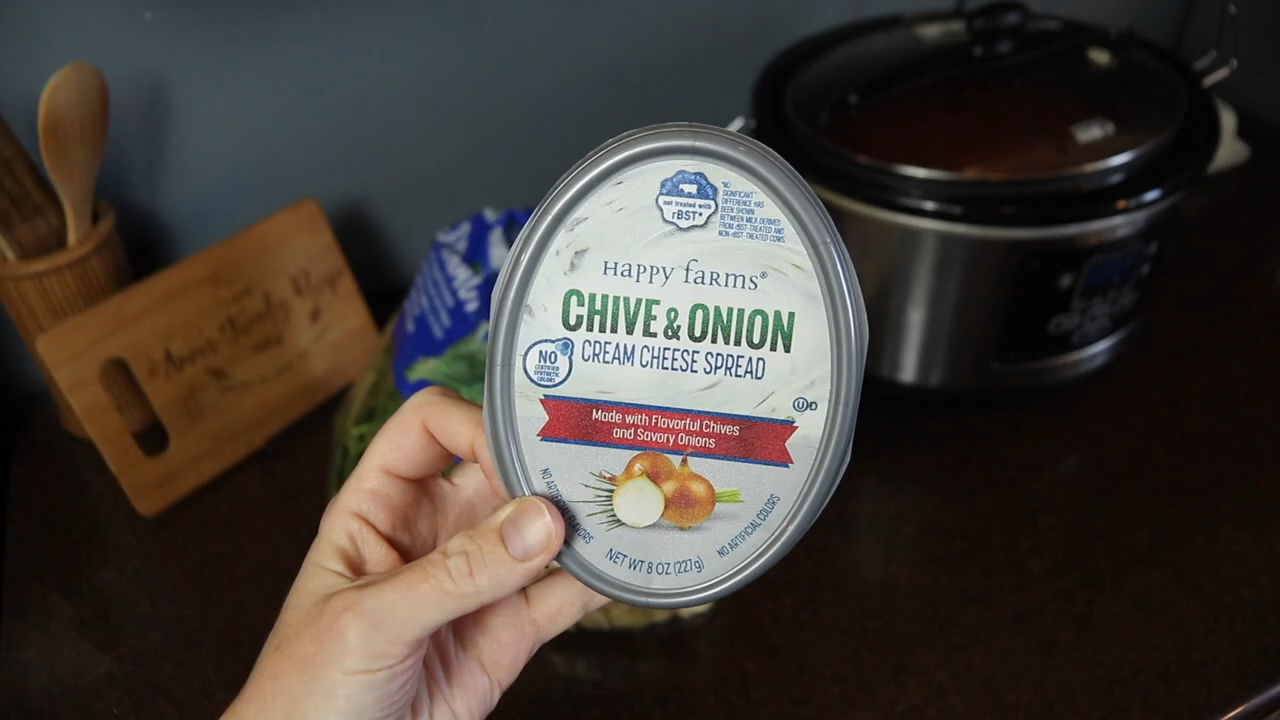 not treated with
rBST*
"NO
SIGNIFICANT
DIFFERENCE HAS
BEEN SHOWN
BETWEEN MILK DERIVED
FROM rBST-TREATED AND
NON-rBST-TREATED COWS.
HAPPY faRMS®
CHIVE & ONION
CREAM CHEESE SPREAD
NO
CERTIFIED
SYNTHETIC
COLORS
U D
Made with Flavorful Chives
and Savory Onions
NO ARTIFICIAL FLAVORS
NO ARTIFICIAL COLORS
NET WT 8 OZ (227g)